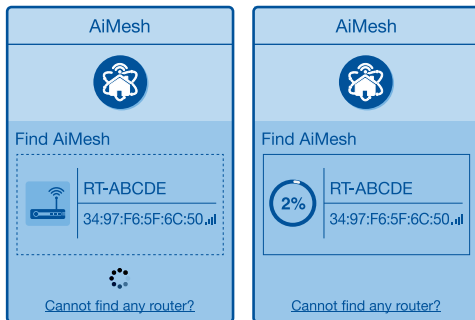 AiMesh
Find AiMesh
RT-ABCDE
34:97:F6:5F:6C:50
Cannot find any router?
AiMesh
Find AiMesh
2%
RT-ABCDE
34:97:F6:5F:6C:50
Cannot find any router?